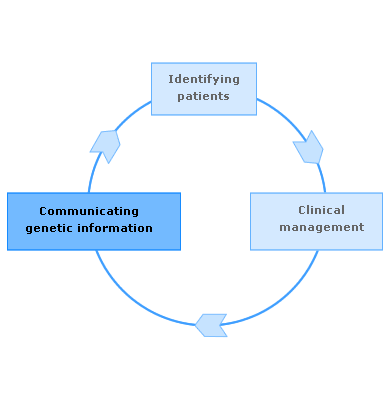 Identifying
patients
Clinical
management
Communicating
genetic information